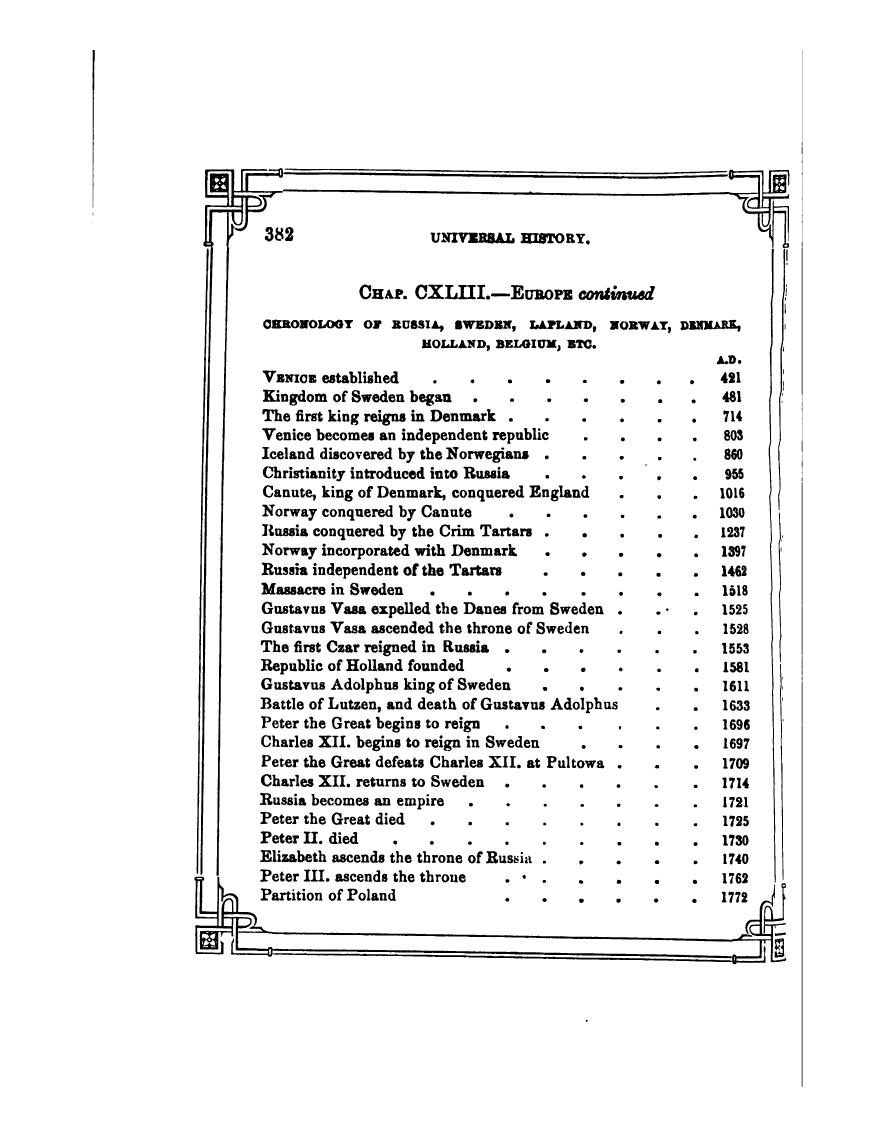 382 UNIVERSAL HISTORY.
CHAP. CXLIII.—EUROPE continued
CHRONOLOGY OF RUSSIA, SWEDEN, LAPLAND, NORWAY, DENMARK,
HOLLAND, BELGIUM, ETC.
A.D.
VENICE established . . . . . . . . 421
Kingdom of Sweden began . . . . . . . 481
The first king reigns in Denmark . . . . . . 714
Venice becomes an independent republic . . . . 803
Iceland discovered by the Norwegians . . . . . 860
Christianity introduced into Russia . . . . . 955
Canute, king of Denmark, conquered England . . . 1016
Norway conquered by Canute . . . . . . 1030
Russia conquered by the Crim Tartars . . . . . 1237
Norway incorporated with Denmark . . . . . 1397
Russia independent of the Tartars . . . . . 1462
Massacre in Sweden . . . . . . . . 1518
Gustavus Vasa expelled the Danes from Sweden . . . 1525
Gustavus Vasa ascended the throne of Sweden . . . 1528
The first Czar reigned in Russia . . . . . . 1553
Republic of Holland founded . . . . . . 1581
Gustavus Adolphus king of Sweden . . . . . 1611
Battle of Lutzen, and death of Gustavus Adolphus . . 1633
Peter the Great begins to reign . . . . . . 1696
Charles XII. begins to reign in Sweden . . . . 1697
Peter the Great defeats Charles XII. at Pultowa . . . 1709
Charles XII. returns to Sweden . . . . . . 1714
Russia becomes an empire . . . . . . . 1721
Peter the Great died . . . . . . . . 1725
Peter II. died . . . . . . . . . 1730
Elizabeth ascends the throne of Russia . . . . . 1740
Peter III. ascends the throne . . . . . . 1762
Partition of Poland . . . . . . 1772